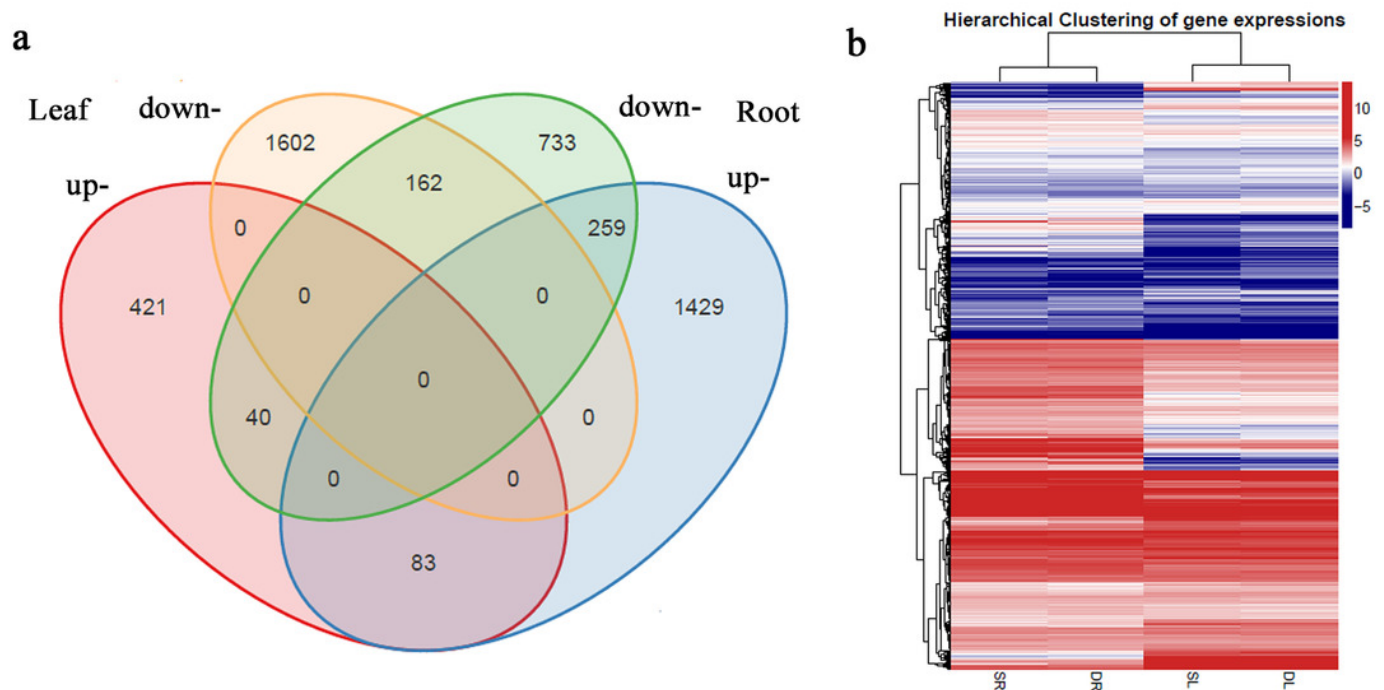 a
Leaf
down-
up-
down-
Root
up-
1602
733
162
0
259
421
0
0
1429
0
40
0
0
0
83
b
Hierarchical Clustering of gene expressions
10
5
0
−5
SR
DR
SL
DL